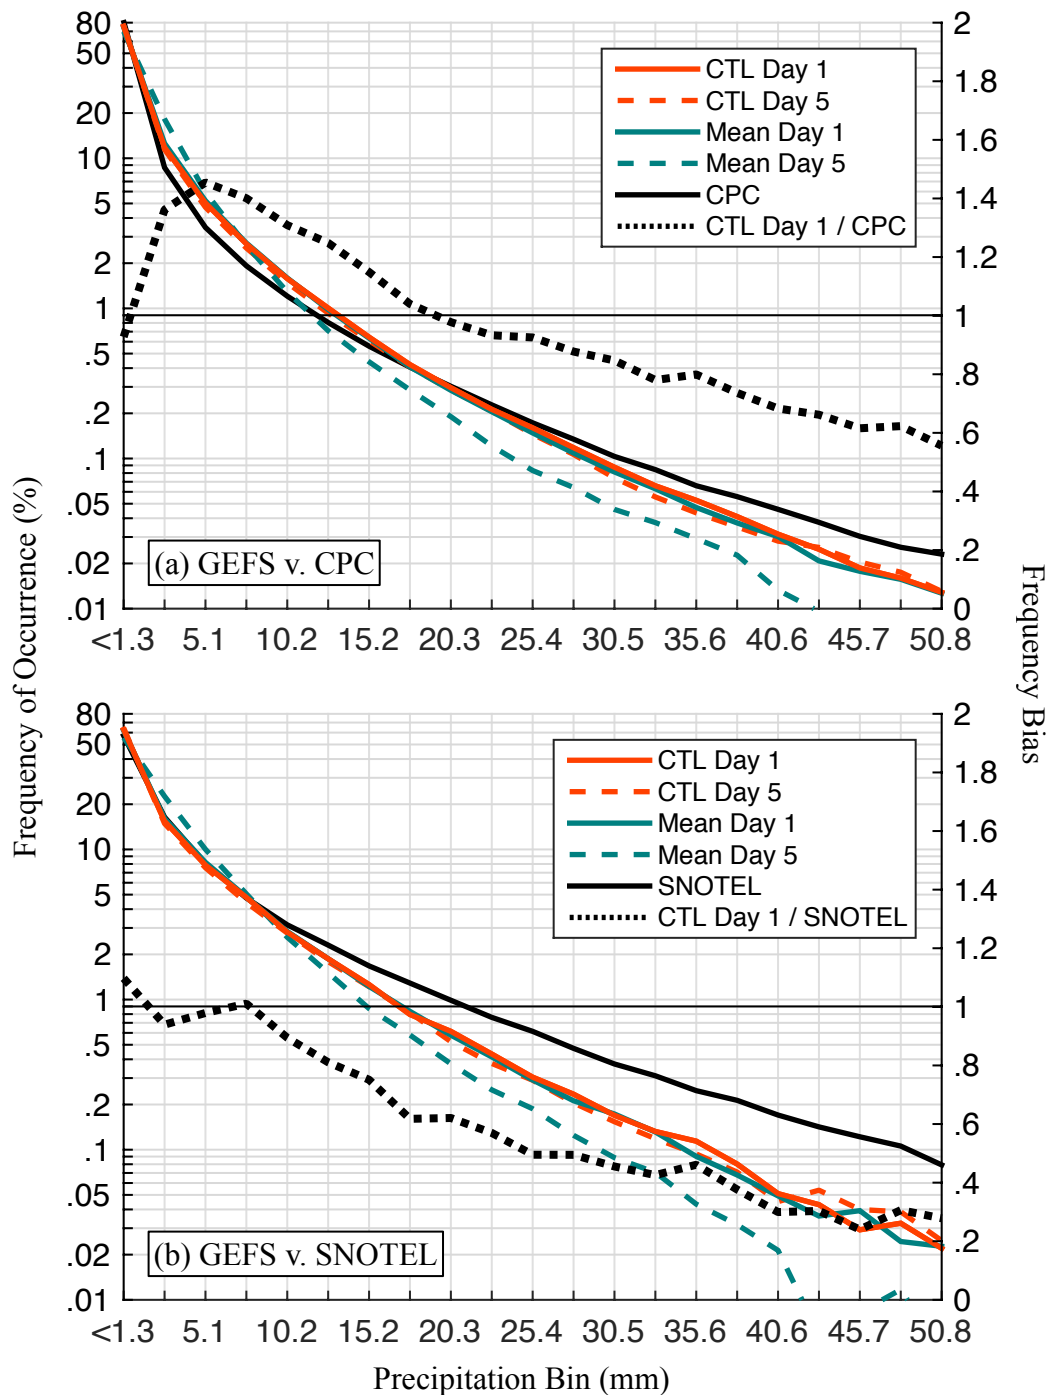 80
50
20
10
5
2
1
.5
.2
.1
.05
.02
.01
2
1.8
1.6
1.4
1.2
1
.8
.6
.4
.2
0
CTL Day 1
CTL Day 5
Mean Day 1
Mean Day 5
CPC
CTL Day 1 / CPC
(a) GEFS v. CPC
<1.3 5.1 10.2 15.2 20.3 25.4 30.5 35.6 40.6 45.7 50.8
Frequency of Occurrence (%)
Frequency Bias
80
50
20
10
5
2
1
.5
.2
.1
.05
.02
.01
2
1.8
1.6
1.4
1.2
1
.8
.6
.4
.2
0
CTL Day 1
CTL Day 5
Mean Day 1
Mean Day 5
SNOTEL
CTL Day 1 / SNOTEL
(b) GEFS v. SNOTEL
<1.3 5.1 10.2 15.2 20.3 25.4 30.5 35.6 40.6 45.7 50.8
Precipitation Bin (mm)